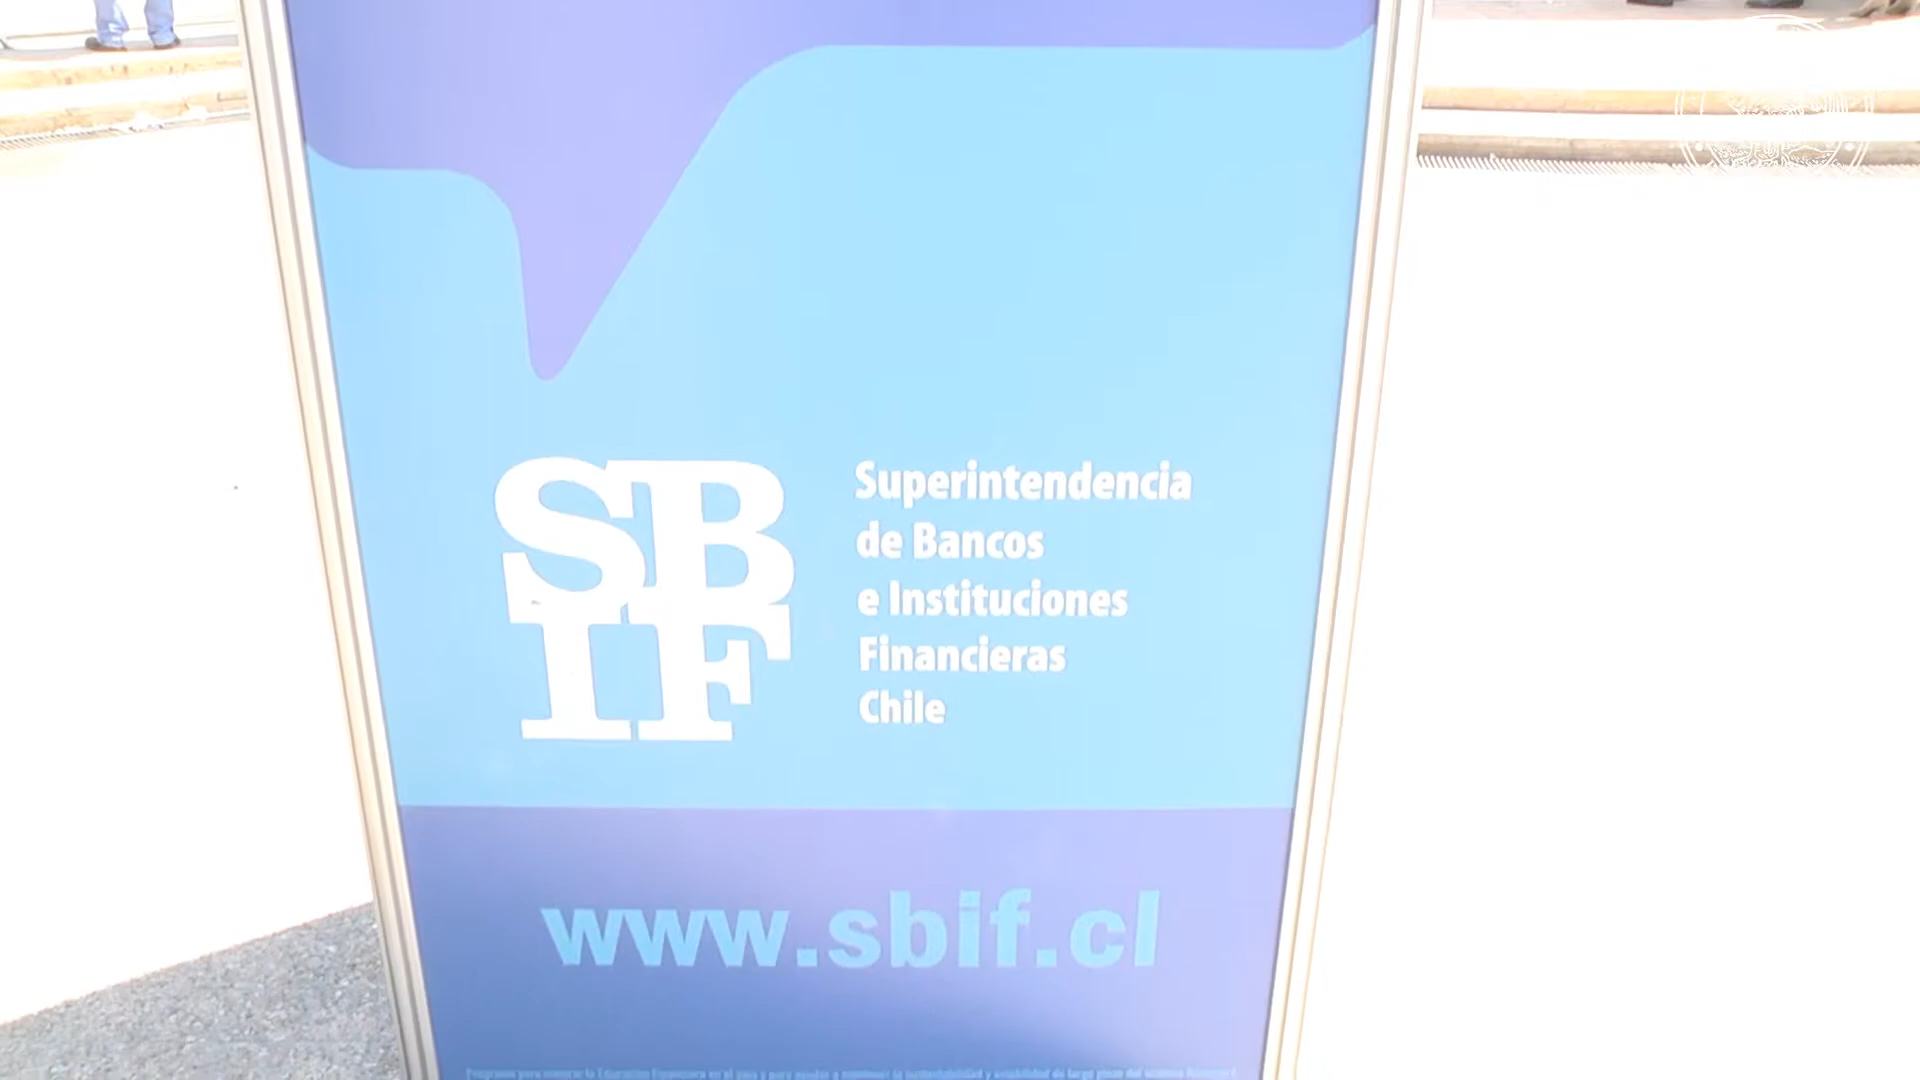 SB
IF
Superintendencia
de Bancos
e Instituciones
Financieras
Chile
www.sbif.cl